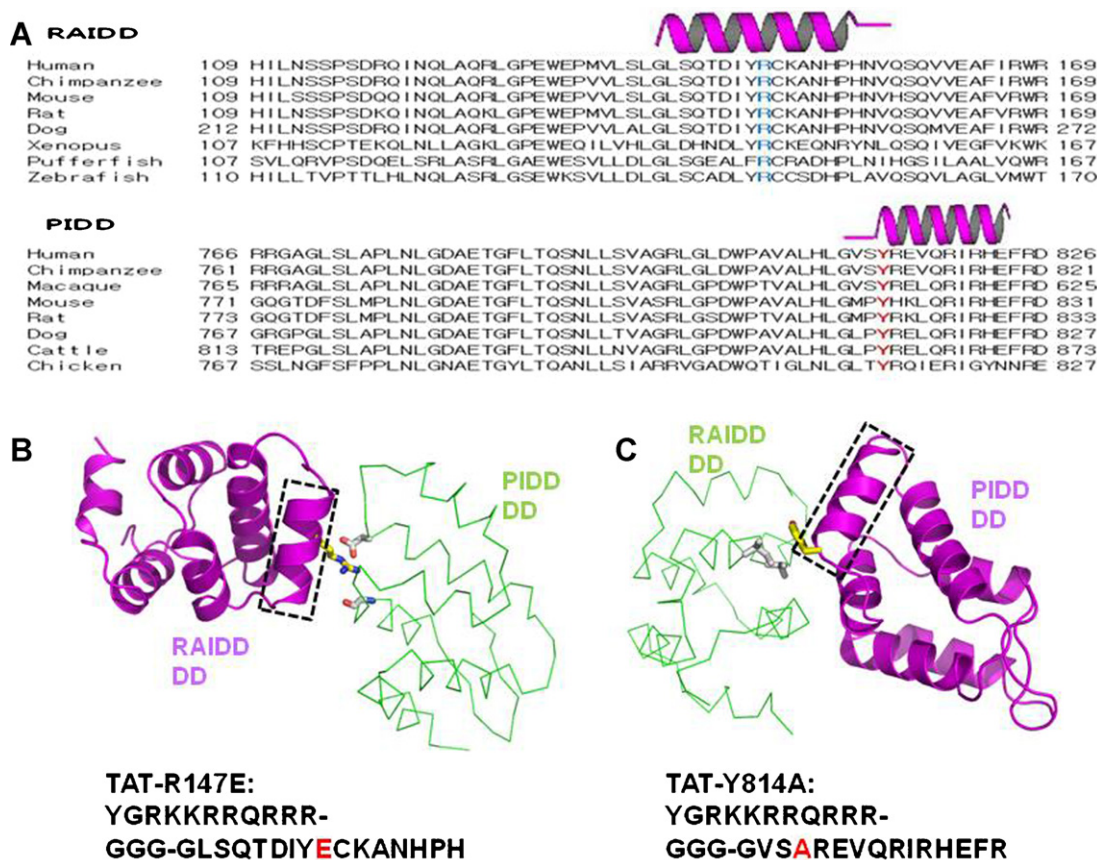 A RAIDD
Human 109 HILNSSPSDRQINQLAQRLGPEWEPMVLSLGLSQTDIYRCKANHPHNVQSQVVEAFIRWR 169
Chimpanzee 109 HILNSSPSDRQINQLAQRLGPEWEPVVLSLGLSQTDIYRCKANHPHNVQSQVVEAFIRWR 169
Mouse 109 HILSSSPSDQQINQLAQRLGPEWEPVVLSLGLSQTDIYRCKANHPHNVHSQVVEAFVRWR 169
Rat 109 HILNSSPSDKQINQLAQKLGPEWEPVVLSLGLSQTDIYRCKANHPHNVHSQVVEAFVRWR 169
Dog 212 HILNSSPSDRQINQLAQRLGPEWEPVVLALGLSQTDIYRCKANHPHNVQSQMVEAFIRWR 272
Xenopus 107 KFHHSCPTEKQLNLLAGKLGPEWEQILVHLGLDHNDLYRCKEQNRYNLQSQIVEGFVKWK 167
Pufferfish 107 SVLQRVPSDQELSRLASRLGAEWESVLLDLGLSGEALFRCRADHPLNIHGSILAALVQWR 167
Zebrafish 110 HILLTVPTTLHLNQLASRLGSEWKSVLLDLGLSCADLYRCCSDHPLAVQSQVLAGLVMWT 170
PIDD
Human 766 RRGAGLSLAPLNLGDAETGFLTQSNLLSVAGRLGLDWPAVALHLGVSYREVQRIRHEFRD 826
Chimpanzee 761 RRGAGLSLAPLNLGDAETGFLTQSNLLSVAGRLGLDWPAVALHLGVSYREVQRIRHEFRD 821
Macaque 765 RRRAGLSLAPLNLGDAETGFLTQSNLLSVAGRLGLDWPTVALHLGVSYRELQRIRHEFRD 625
Mouse 771 GQGTDFSLMPLNLGDAETGFLTQSNLLSVASRLGPDWPAVALHLGMPYHKLQRIRHEFRD 831
Rat 773 GQGTDFSLMPLNLGDAETGFLTQSNLLSVASRLGSDWPTVALHLGMPYRKLQRIRHEFRD 833
Dog 767 GRGPGLSLAPLNLGDAETGFLTQSNLLTVAGRLGPDWPAVALHLGLPYRELQRIRHEFRD 827
Cattle 813 TREPGLSLAPLNLGDAETGFLTQSNLLNVAGRLGPDWPAVALHLGLPYRELQRIRHEFRD 873
Chicken 767 SSLNGFSFPPLNLGNAETGYLTQANLLSIARRVGADWQTIGLNLGLTYRQIERIGYNNRE 827
B
PIDD
DD
RAIDD
DD
TAT-R147E:
YGRKKRRQRRR-
GGG-GLSQTDIYECKANHPH
C
RAIDD
DD
PIDD
DD
TAT-Y814A:
YGRKKRRQRRR-
GGG-GVSAREVQRIRHEFR